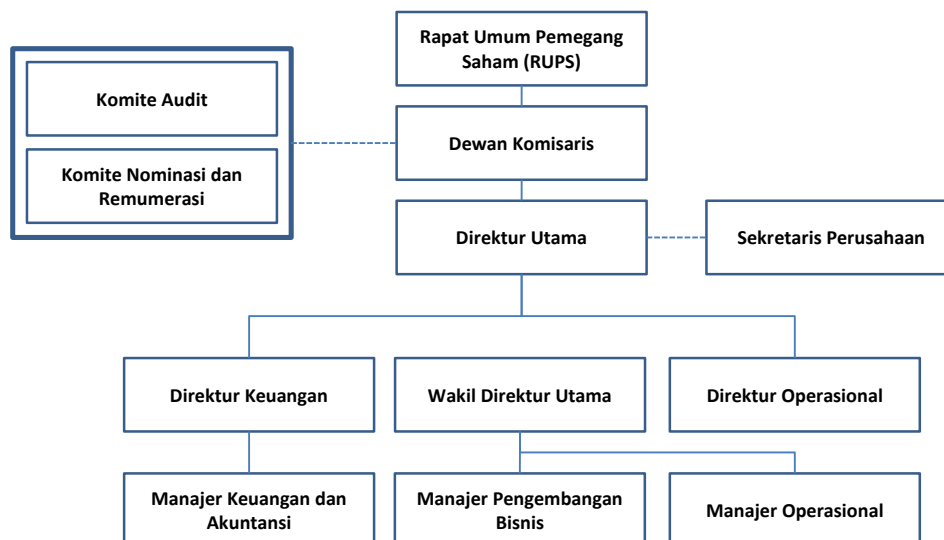 Rapat Umum Pemegang
Saham (RUPS)
Komite Audit
Dewan Komisaris
Komite Nominasi dan
Remumerasi
Direktur Utama
Sekretaris Perusahaan
Direktur Keuangan
Wakil Direktur Utama
Direktur Operasional
Manajer Keuangan dan
Akuntansi
Manajer Pengembangan
Bisnis
Manajer Operasional